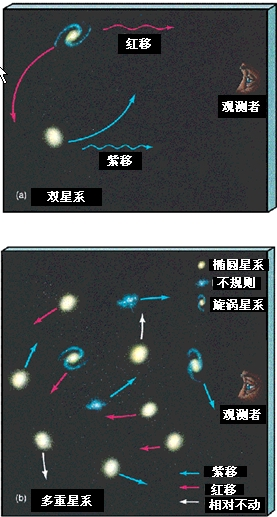 红移
观测者
紫移
(a) 双星系
椭圆星系
不规则
旋涡星系
观测者
紫移
红移
(b) 多重星系 相对不动